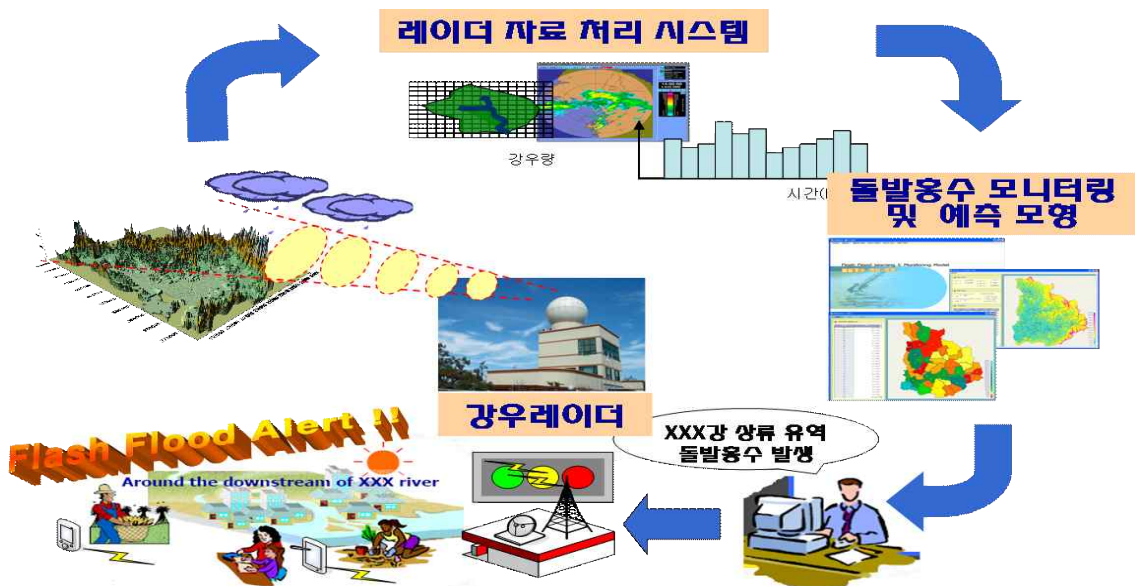 레이더 자료 처리 시스템
강우량
시간(
돌발홍수 모니터링
및 예측 모형
강우레이더
XXX강 상류 유역
돌발홍수 발생
Flash Flood Alert !!
Around the downstream of XXX river